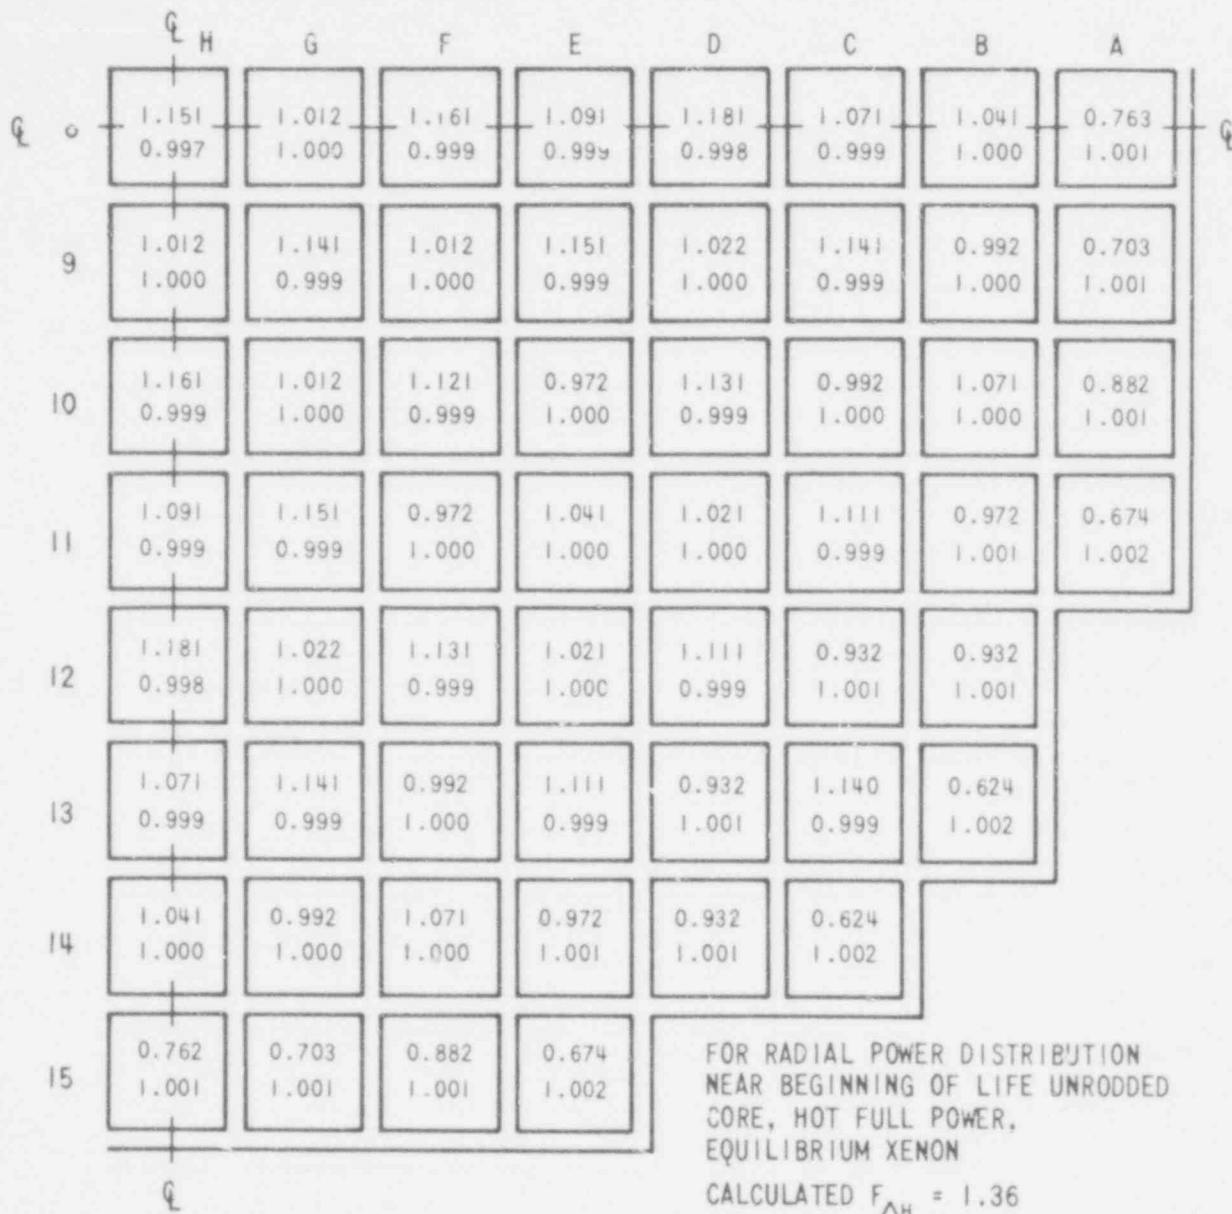 ℄ H G F E D C B A
℄ 1.151 1.012 1.161 1.091 1.181 1.071 1.041 0.763 ℄
0.997 1.000 0.999 0.999 0.998 0.999 1.000 1.001
1.012 1.141 1.012 1.151 1.022 1.141 0.992 0.703
9
1.000 0.999 1.000 0.999 1.000 0.999 1.000 1.001
1.161 1.012 1.121 0.972 1.131 0.992 1.071 0.882
10
0.999 1.000 0.999 1.000 0.999 1.000 1.000 1.001
1.091 1.151 0.972 1.041 1.021 1.111 0.972 0.674
11
0.999 0.999 1.000 1.000 1.000 0.999 1.001 1.002
1.181 1.022 1.131 1.021 1.111 0.932 0.932
12
0.998 1.000 0.999 1.000 0.999 1.001 1.001
1.071 1.141 0.992 1.111 0.932 1.140 0.624
13
0.999 0.999 1.000 0.999 1.001 0.999 1.002
1.041 0.992 1.071 0.972 0.932 0.624
14
1.000 1.000 1.000 1.001 1.001 1.002
0.762 0.703 0.882 0.674
15
1.001 1.001 1.001 1.002
℄
FOR RADIAL POWER DISTRIBUTION
NEAR BEGINNING OF LIFE UNRODDED
CORE, HOT FULL POWER,
EQUILIBRIUM XENON
CALCULATED F△H = 1.36